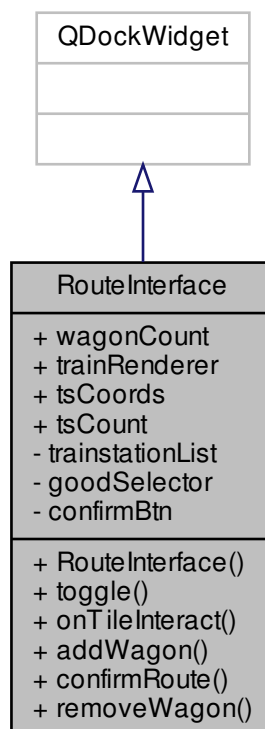 QDockWidget
RouteInterface
+ wagonCount
+ trainRenderer
+ tsCoords
+ tsCount
- trainstationList
- goodSelector
- confirmBtn
+ RouteInterface()
+ toggle()
+ onTileInteract()
+ addWagon()
+ confirmRoute()
+ removeWagon()